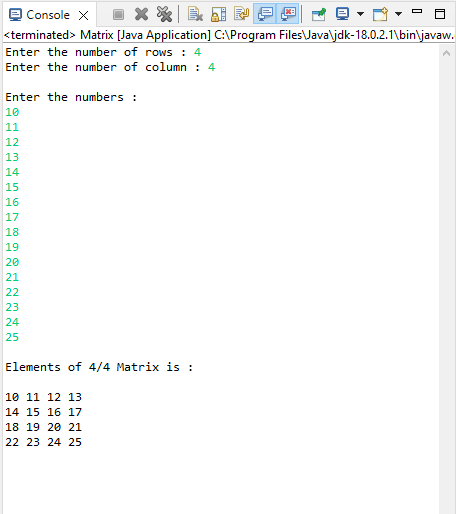 Console
<terminated> Matrix [Java Application] C:\Program Files\Java\jdk-18.0.2.1\bin\javaw.
Enter the number of rows : 4
Enter the number of column : 4
Enter the numbers :
10
11
12
13
14
15
16
17
18
19
20
21
22
23
24
25
Elements of 4/4 Matrix is :
10 11 12 13
14 15 16 17
18 19 20 21
22 23 24 25